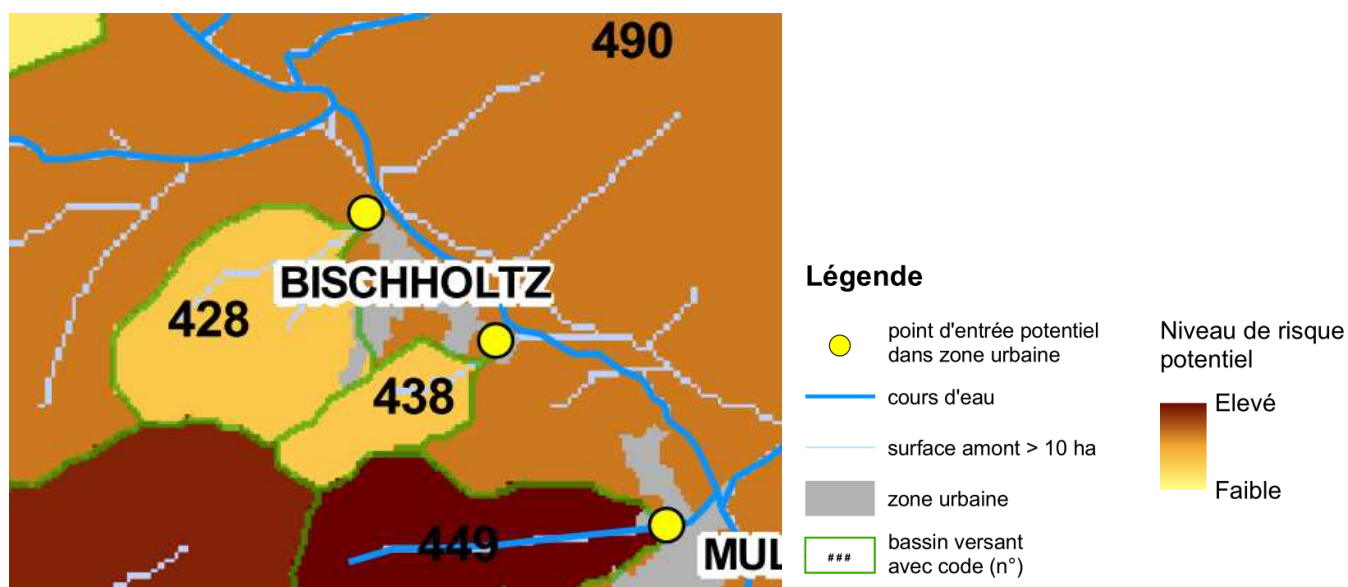 490
BISCHHOLTZ
428
438
449
MUL
Légende
point d'entrée potentiel
dans zone urbaine
cours d'eau
surface amont > 10 ha
zone urbaine
###
bassin versant
avec code (n°)
Niveau de risque
potentiel
Elevé
Faible